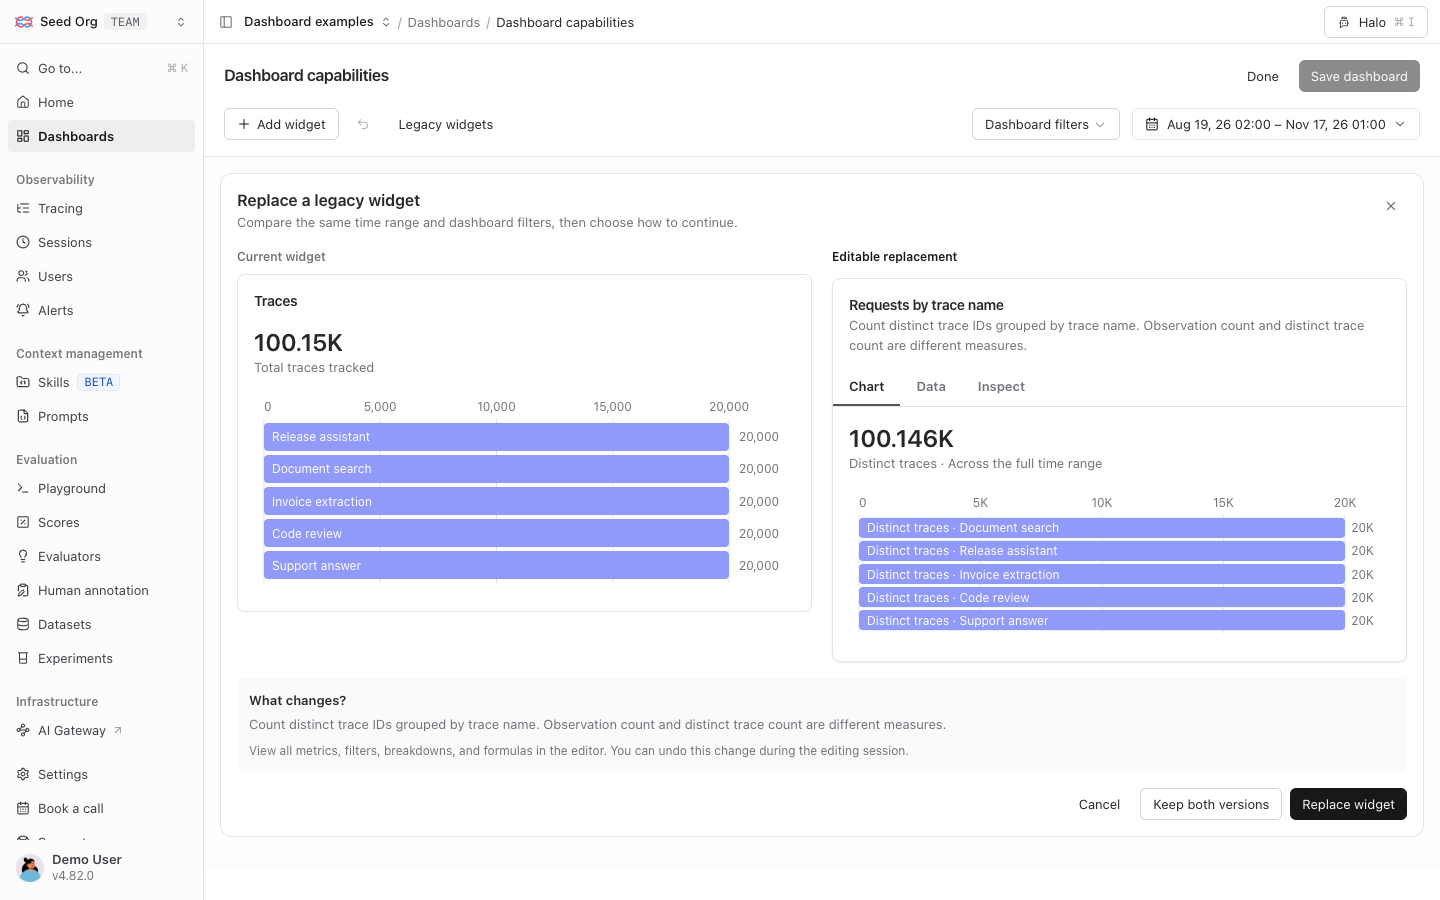 Seed Org TEAM
Go to... ⌘ K
Home
Dashboards
Observability
Tracing
Sessions
Users
Alerts
Context management
Skills BETA
Prompts
Evaluation
Playground
Scores
Evaluators
Human annotation
Datasets
Experiments
Infrastructure
AI Gateway
Settings
Book a call
Demo User
v4.82.0
Dashboard examples / Dashboards / Dashboard capabilities
Halo ⌘ I
Dashboard capabilities
Done
Save dashboard
Add widget
Legacy widgets
Dashboard filters
Aug 19, 26 02:00 – Nov 17, 26 01:00
Replace a legacy widget
Compare the same time range and dashboard filters, then choose how to continue.
Current widget
Traces
100.15K
Total traces tracked
0 5,000 10,000 15,000 20,000
Release assistant 20,000
Document search 20,000
Invoice extraction 20,000
Code review 20,000
Support answer 20,000
Editable replacement
Requests by trace name
Count distinct trace IDs grouped by trace name. Observation count and distinct trace
count are different measures.
Chart Data Inspect
100.146K
Distinct traces · Across the full time range
0 5K 10K 15K 20K
Distinct traces · Document search 20K
Distinct traces · Release assistant 20K
Distinct traces · Invoice extraction 20K
Distinct traces · Code review 20K
Distinct traces · Support answer 20K
What changes?
Count distinct trace IDs grouped by trace name. Observation count and distinct trace count are different measures.
View all metrics, filters, breakdowns, and formulas in the editor. You can undo this change during the editing session.
Cancel
Keep both versions
Replace widget